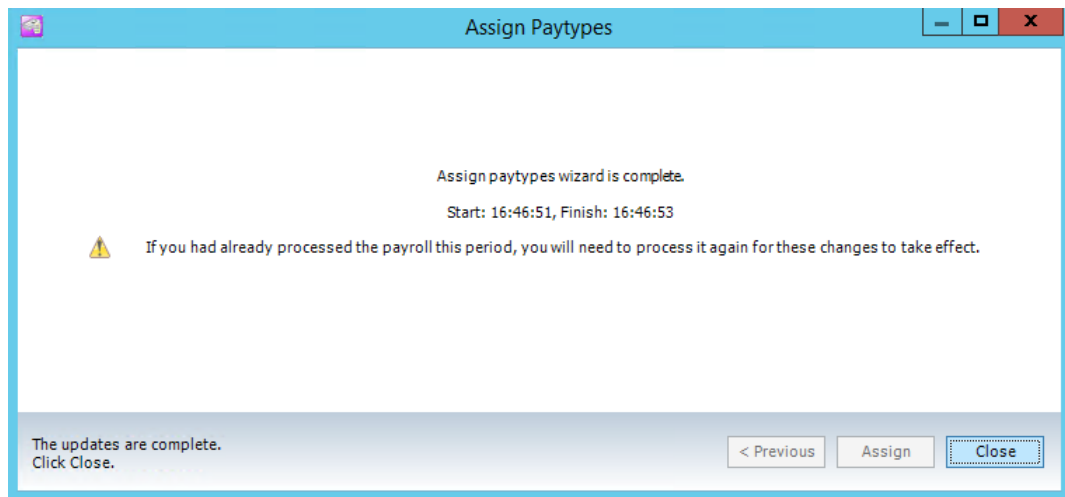 Assign Paytypes
Assign paytypes wizard is complete.
Start: 16:46:51, Finish: 16:46:53
If you had already processed the payroll this period, you will need to process it again for these changes to take effect.
The updates are complete.
Click Close.
< Previous
Assign
Close